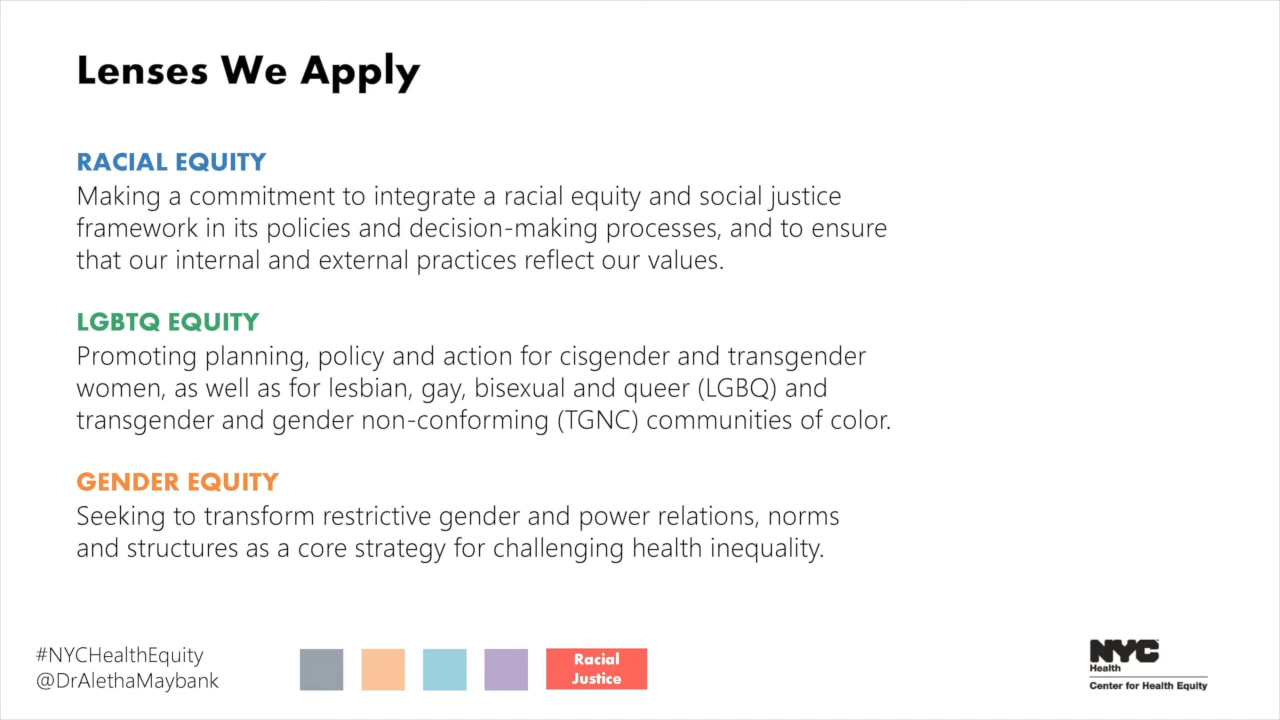 Lenses We Apply
RACIAL EQUITY
Making a commitment to integrate a racial equity and social justice
framework in its policies and decision-making processes, and to ensure
that our internal and external practices reflect our values.
LGBTQ EQUITY
Promoting planning, policy and action for cisgender and transgender
women, as well as for lesbian, gay, bisexual and queer (LGBQ) and
transgender and gender non-conforming (TGNC) communities of color.
GENDER EQUITY
Seeking to transform restrictive gender and power relations, norms
and structures as a core strategy for challenging health inequality.
#NYCHealthEquity
@DrAlethaMaybank
Racial
Justice
NYC
Health
Center for Health Equity